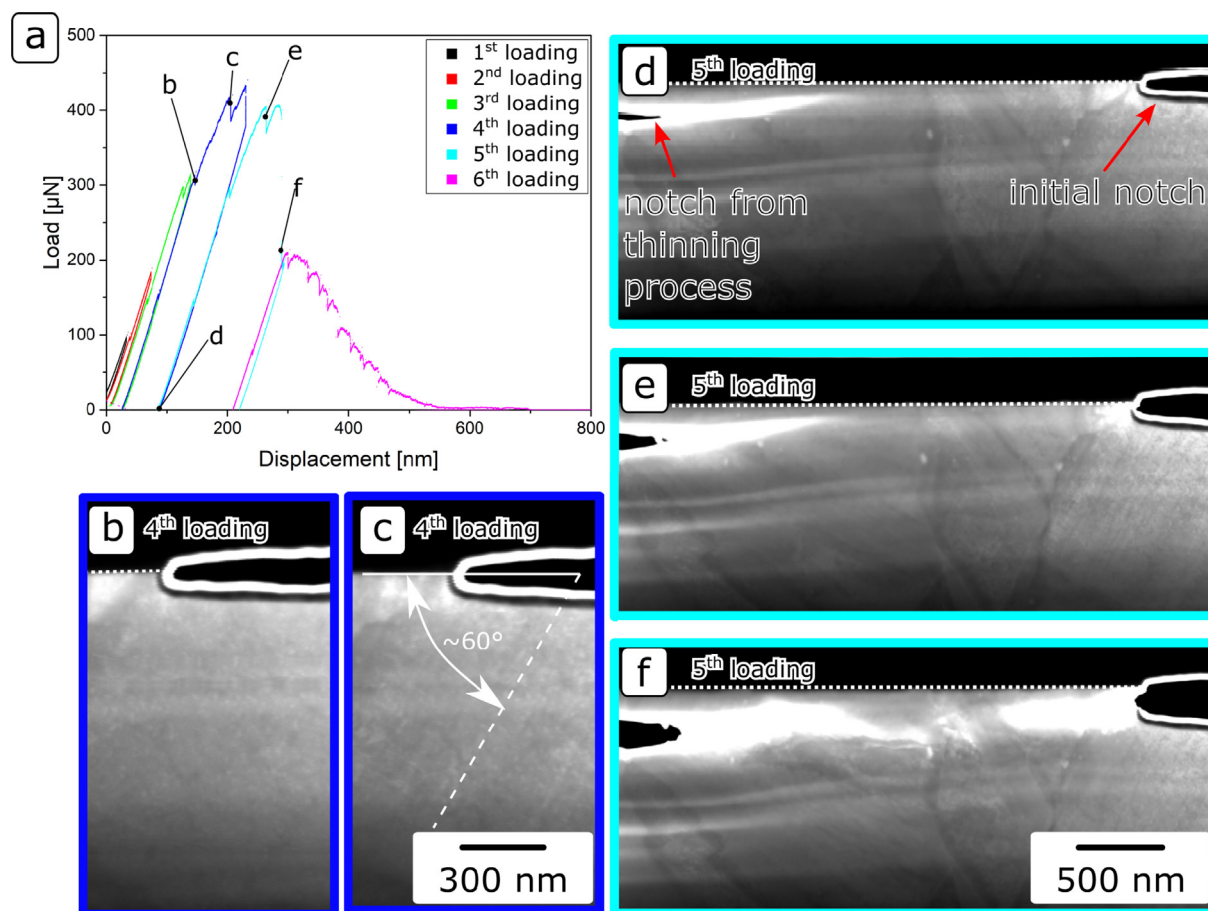 a
500
400
300
200
100
0
Load [µN]
0 200 400 600 800
Displacement [nm]
b
c
d
e
f
1st loading
2nd loading
3rd loading
4th loading
5th loading
6th loading
b 4th loading
c 4th loading
~60°
300 nm
d 5th loading
notch from
thinning
process
initial notch
e 5th loading
f 5th loading
500 nm